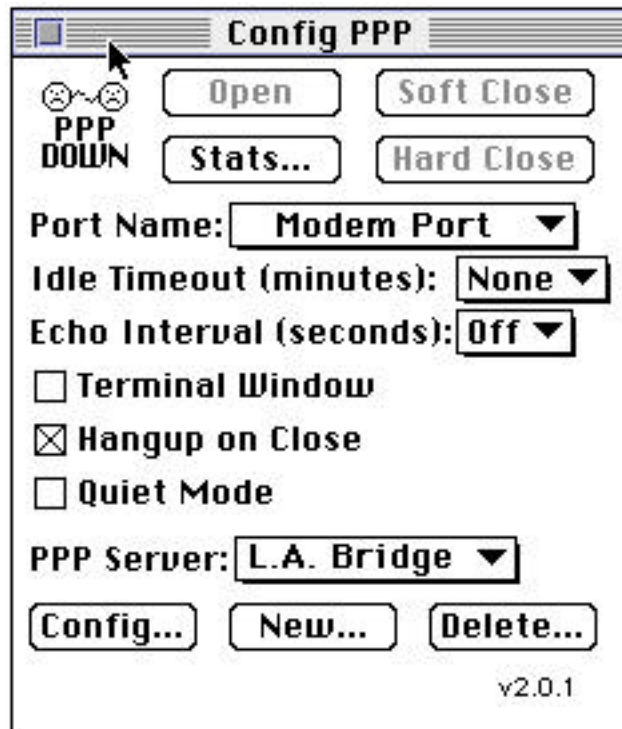 Config PPP
Open Soft Close
PPP
DOWN
Stats... Hard Close
Port Name: Modem Port
Idle Timeout (minutes): None
Echo Interval (seconds): Off
Terminal Window
Hangup on Close
Quiet Mode
PPP Server: L.A. Bridge
Config... New... Delete...
v2.0.1